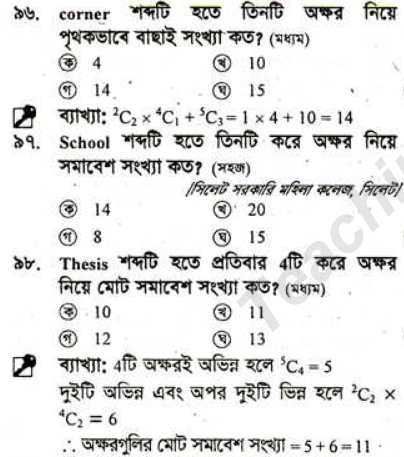 ৯৬. corner শব্দটি হতে তিনটি অক্ষর নিয়ে
পৃথকভাবে বাছাই সংখ্যা কত? (মধ্যম)
ক 4 খ 10
গ 14 ঘ 15
ব্যাখ্যা: ²C₂ × ⁴C₁ + ⁵C₃ = 1 × 4 + 10 = 14
৯৭. School শব্দটি হতে তিনটি করে অক্ষর নিয়ে
সমাবেশ সংখ্যা কত? (সহজ)
[সিলেট সরকারি মহিলা কলেজ, সিলেট]
ক 14 খ 20
গ 8 ঘ 15
৯৮. Thesis শব্দটি হতে প্রতিবার 4টি করে অক্ষর
নিয়ে মোট সমাবেশ সংখ্যা কত? (মধ্যম)
ক 10 খ 11
গ 12 ঘ 13
ব্যাখ্যা: 4টি অক্ষরই অভিন্ন হলে ⁵C₄ = 5
দুইটি অভিন্ন এবং অপর দুইটি ভিন্ন হলে ²C₂ ×
⁴C₂ = 6
∴ অক্ষরগুলির মোট সমাবেশ সংখ্যা = 5 + 6 = 11